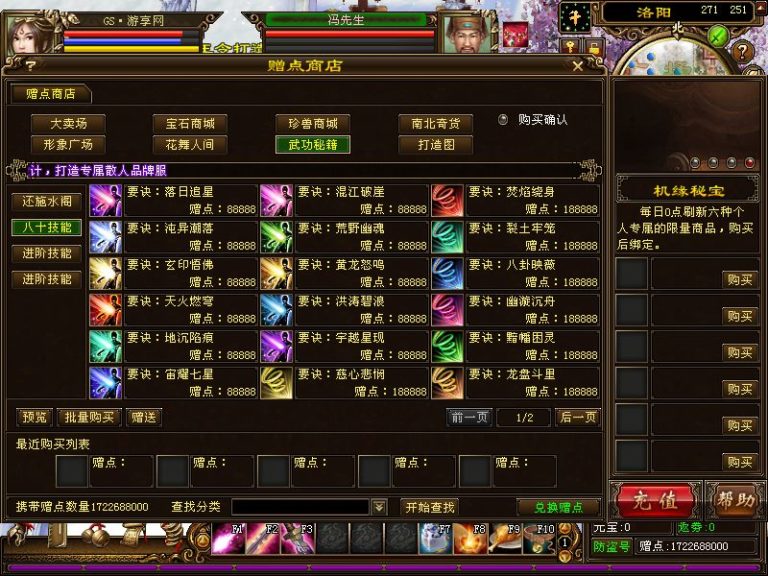 GS·游享网
冯先生
洛阳 271 251
北
赠点商店
赠点商店
大卖场 宝石商城 珍兽商城 南北奇货 购买确认
形象广场 花舞人间 武功秘籍 打造图
计，打造专属散人品牌服
还施水阁
八十技能
进阶技能
进阶技能
要诀：落日追星 要诀：混江破崖 要诀：焚焰缠身
赠点：88888 赠点：88888 赠点：188888
要诀：沌异潮落 要诀：荒野幽魂 要诀：裂土牢笼
赠点：88888 赠点：88888 赠点：188888
要诀：玄印悟佛 要诀：黄龙怒鸣 要诀：八卦映薇
赠点：88888 赠点：88888 赠点：188888
要诀：天火燃穹 要诀：洪涛碧浪 要诀：幽漩沉舟
赠点：88888 赠点：88888 赠点：188888
要诀：地沉陷痕 要诀：宇越星现 要诀：黯幡困灵
赠点：88888 赠点：88888 赠点：188888
要诀：宙耀七星 要诀：慈心悲悯 要诀：龙盘斗里
赠点：88888 赠点：188888 赠点：188888
预览 批量购买 赠送 前一页 1/2 后一页
最近购买列表
赠点： 赠点： 赠点： 赠点： 赠点：
携带赠点数量1722688000 查找分类 开始查找 兑换赠点
机缘秘宝
每日0点刷新六种个
人专属的限量商品，购买
后绑定。
购买
购买
购买
购买
购买
购买
充值 帮助
F1 F2 F3 F7 F8 F9 F10
1
元宝:0
防盗号 赠点:1722688000